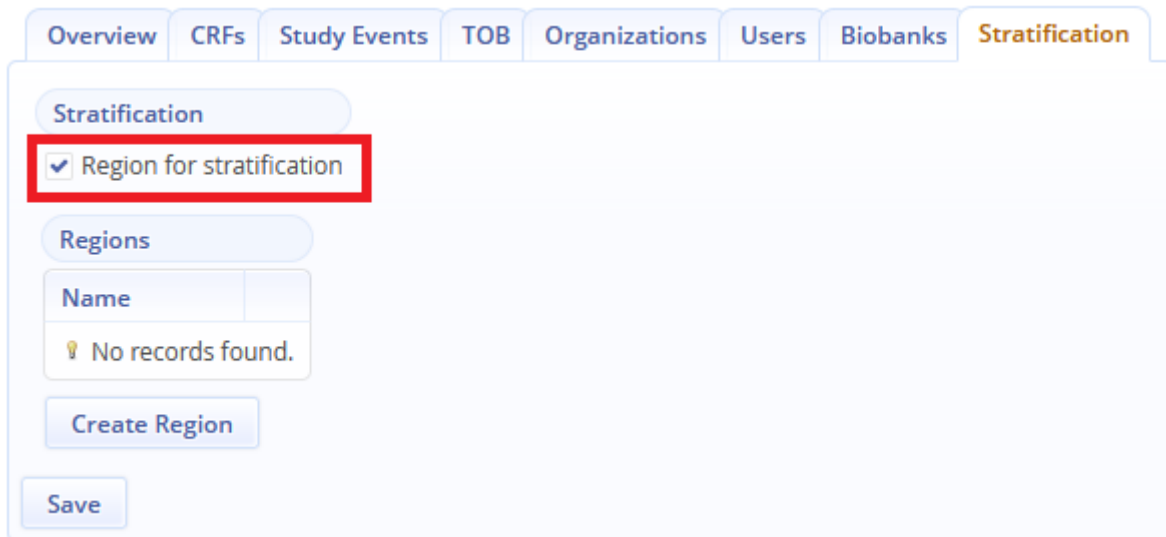 Overview CRFs Study Events TOB Organizations Users Biobanks Stratification
Stratification
Region for stratification
Regions
Name
No records found.
Create Region
Save